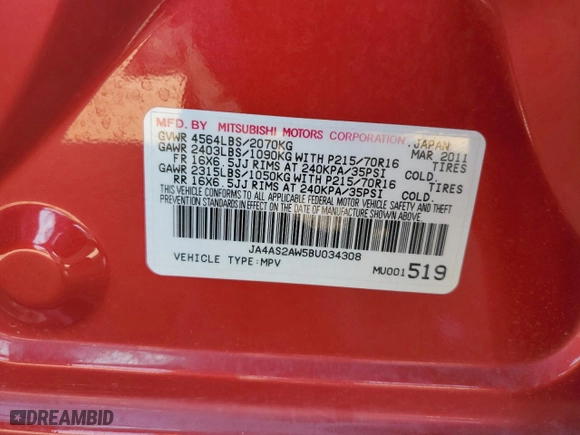 MFD. BY MITSUBISHI MOTORS CORPORATION. JAPAN
GVWR 4564LBS/2070KG MAR 2011
GAWR 2403LBS/1090KG WITH P215/70R16 TIRES
FR 16X6.5JJ RIMS AT 240KPA/35PSI COLD.
GAWR 2315LBS/1050KG WITH P215/70R16 TIRES
RR 16X6.5JJ RIMS AT 240KPA/35PSI COLD.
THIS VEHICLE CONFORMS TO ALL APPLICABLE FEDERAL MOTOR VEHICLE SAFETY AND THEFT
PREVENTION STANDARDS IN EFFECT ON THE DATE OF MANUFACTURE SHOWN ABOVE.
JA4AS2AW5BU034308
VEHICLE TYPE:MPV
MU001519
DREAMBID